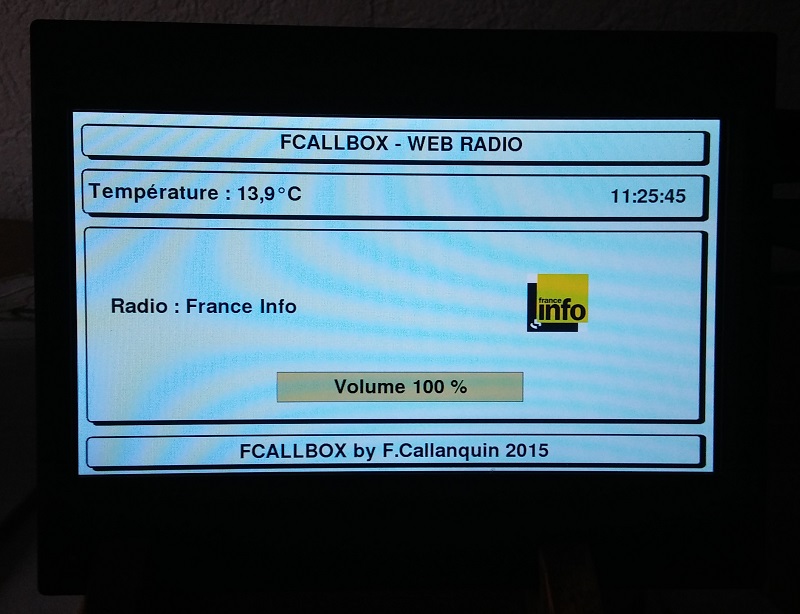 FCALLBOX - WEB RADIO
Température : 13,9°C
11:25:45
Radio : France Info
france
info
Volume 100 %
FCALLBOX by F.Callanquin 2015